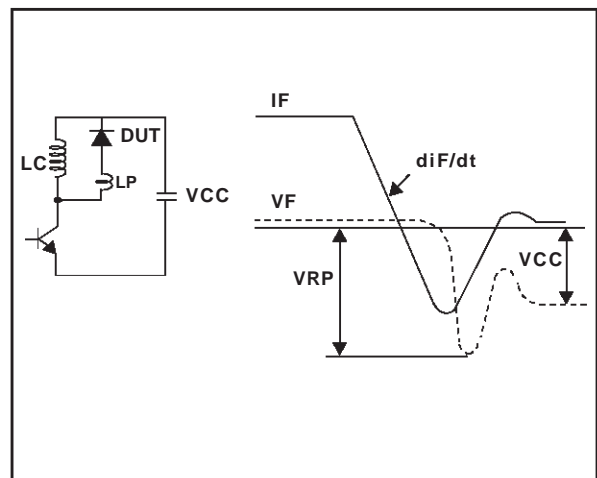 DUT
LC
LP
VCC
IF
diF/dt
VF
VRP
VCC